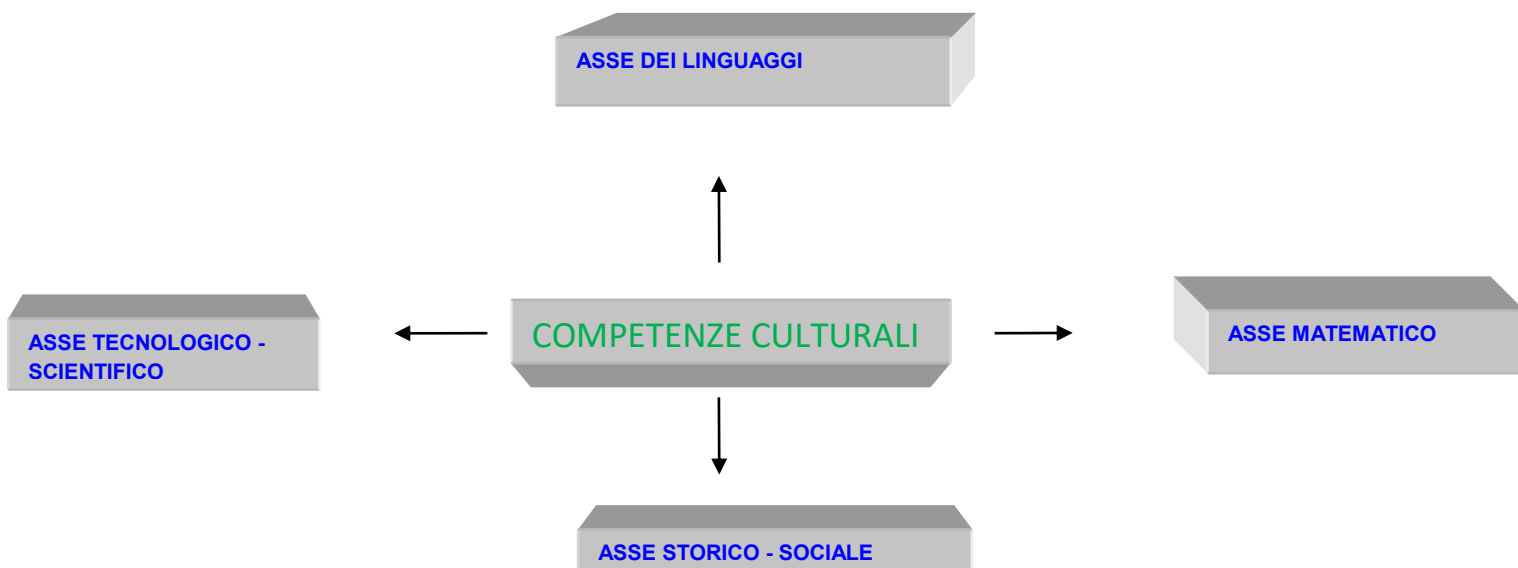 ASSE DEI LINGUAGGI
ASSE TECNOLOGICO -
SCIENTIFICO
COMPETENZE CULTURALI
ASSE MATEMATICO
ASSE STORICO - SOCIALE